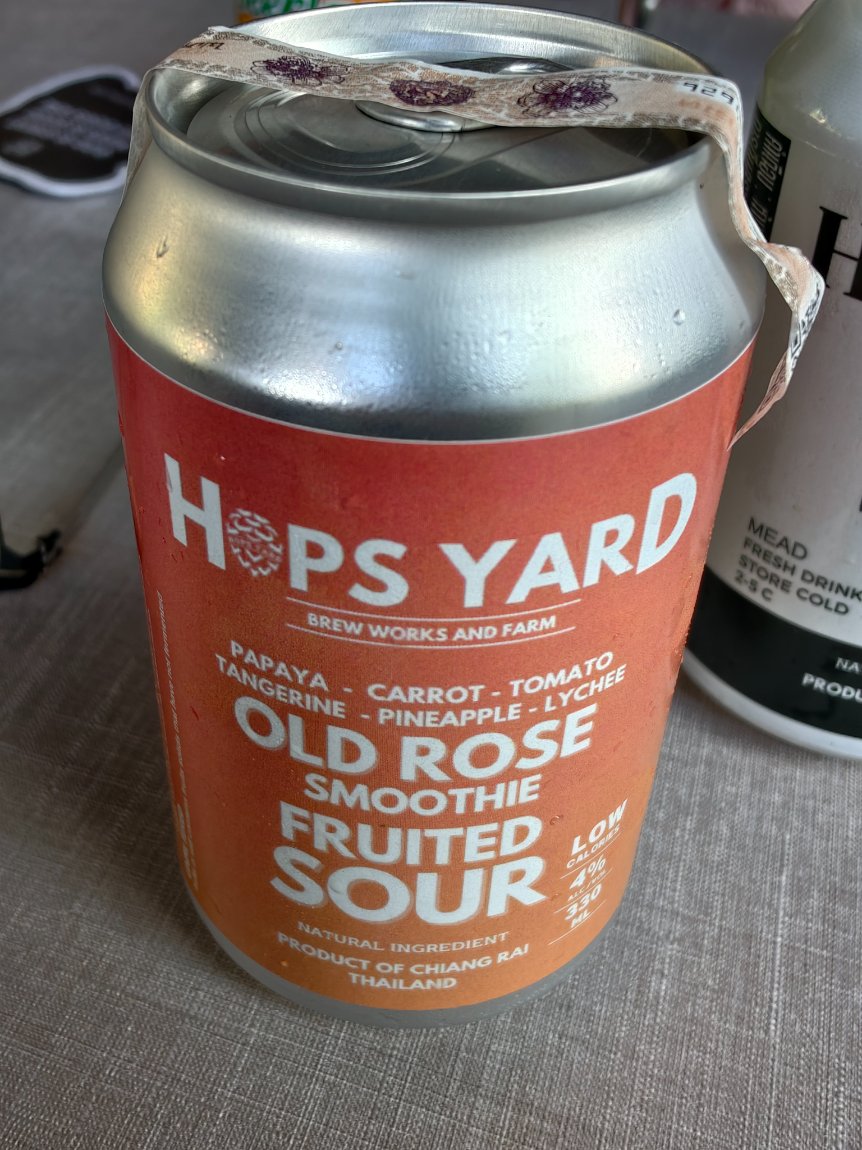 HOPS YARD
BREW WORKS AND FARM
PAPAYA - CARROT - TOMATO
TANGERINE - PINEAPPLE - LYCHEE
OLD ROSE
SMOOTHIE
FRUITED
SOUR
LOW
CALORIES
4%
330
ML
NATURAL INGREDIENT
PRODUCT OF CHIANG RAI
THAILAND
MEAD
FRESH DRINK
STORE COLD
2-5 C